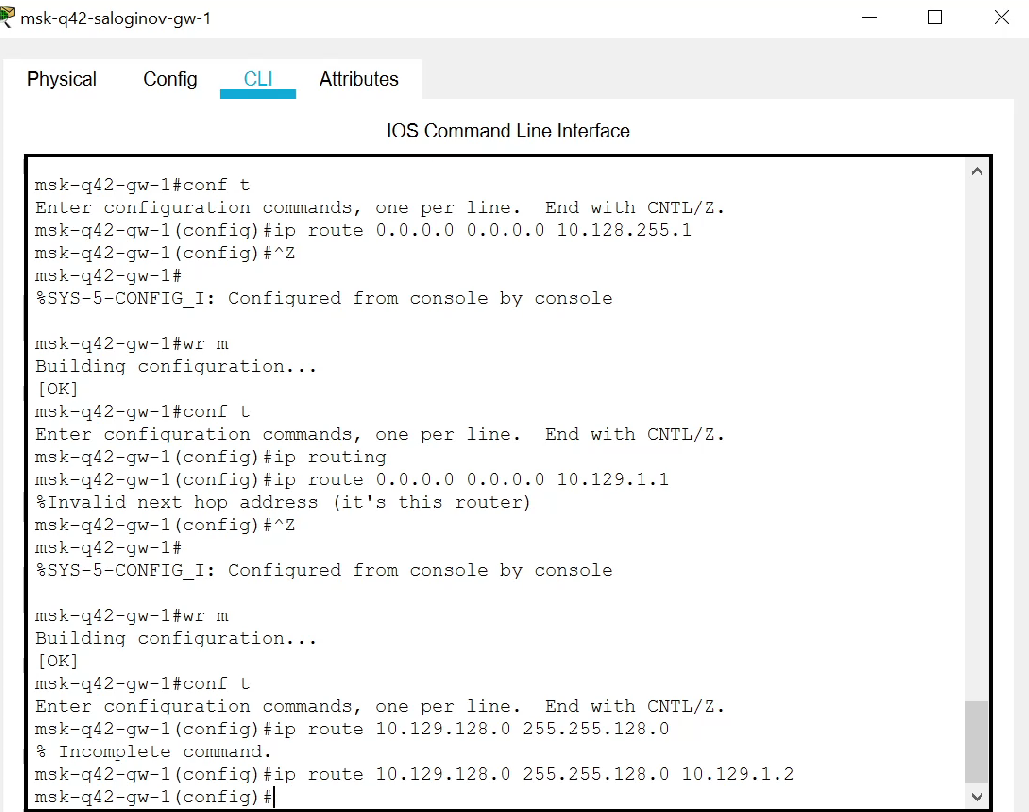 msk-q42-saloginov-gw-1
Physical Config CLI Attributes
IOS Command Line Interface
msk-q42-gw-1#conf t
Enter configuration commands, one per line.  End with CNTL/Z.
msk-q42-gw-1(config)#ip route 0.0.0.0 0.0.0.0 10.128.255.1
msk-q42-gw-1(config)#^Z
msk-q42-gw-1#
%SYS-5-CONFIG_I: Configured from console by console
msk-q42-gw-1#wr m
Building configuration...
[OK]
msk-q42-gw-1#conf t
Enter configuration commands, one per line.  End with CNTL/Z.
msk-q42-gw-1(config)#ip routing
msk-q42-gw-1(config)#ip route 0.0.0.0 0.0.0.0 10.129.1.1
%Invalid next hop address (it's this router)
msk-q42-gw-1(config)#^Z
msk-q42-gw-1#
%SYS-5-CONFIG_I: Configured from console by console
msk-q42-gw-1#wr m
Building configuration...
[OK]
msk-q42-gw-1#conf t
Enter configuration commands, one per line.  End with CNTL/Z.
msk-q42-gw-1(config)#ip route 10.129.128.0 255.255.128.0
% Incomplete command.
msk-q42-gw-1(config)#ip route 10.129.128.0 255.255.128.0 10.129.1.2
msk-q42-gw-1(config)#